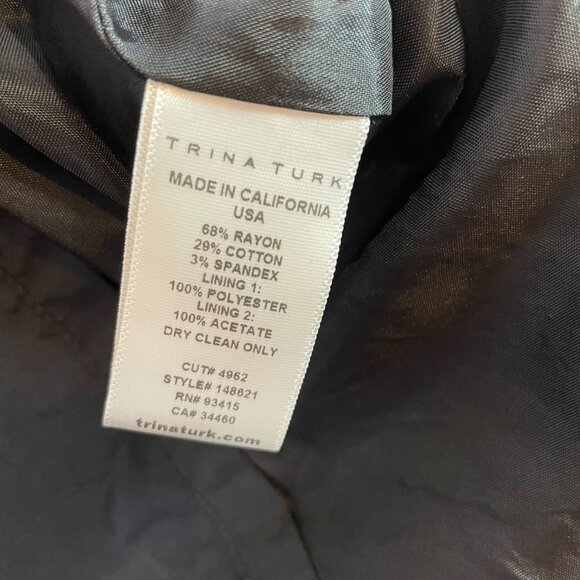 TRINA TURK
MADE IN CALIFORNIA
USA
68% RAYON
29% COTTON
3% SPANDEX
LINING 1:
100% POLYESTER
LINING 2:
100% ACETATE
DRY CLEAN ONLY
CUT# 4962
STYLE# 148621
RN# 93415
CA# 34460
trinaturk.com